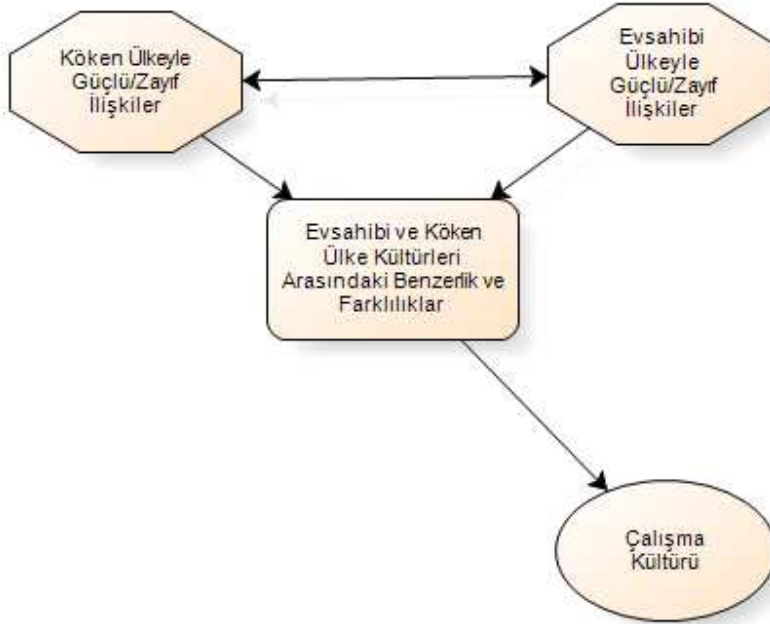 Köken Ülkeyle
Güçlü/Zayıf
İlişkiler
Evsahibi
Ülkeyle
Güçlü/Zayıf
İlişkiler
Evsahibi ve Köken
Ülke Kültürleri
Arasındaki Benzerlik ve
Farklılıklar
Çalışma
Kültürü